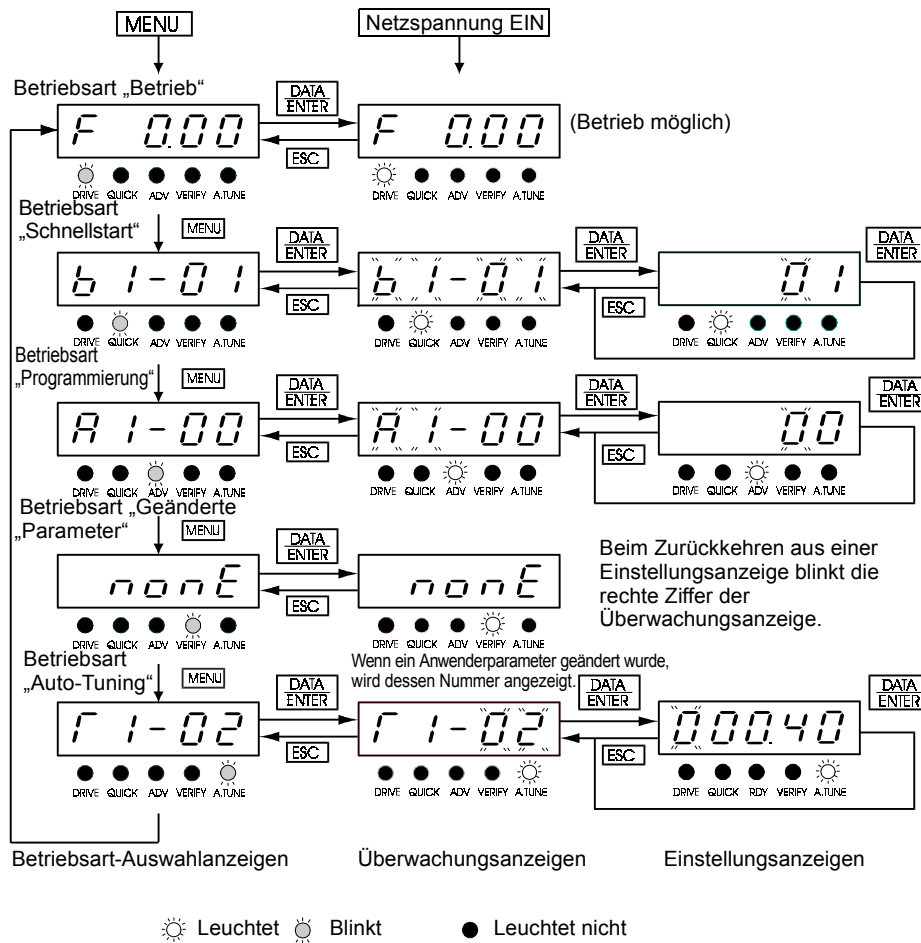 MENU
Netzspannung EIN
Betriebsart „Betrieb“
DATA
ENTER
ESC
F 0.00
F 0.00
(Betrieb möglich)
DRIVE QUICK ADV VERIFY A.TUNE
DRIVE QUICK ADV VERIFY A.TUNE
Betriebsart
„Schnellstart“
MENU
DATA
ENTER
DATA
ENTER
DATA
ENTER
b1-01
ESC
b1-01
ESC
01
DRIVE QUICK ADV VERIFY A.TUNE
DRIVE QUICK ADV VERIFY A.TUNE
DRIVE QUICK ADV VERIFY A.TUNE
Betriebsart
„Programmierung“
MENU
DATA
ENTER
DATA
ENTER
DATA
ENTER
A1-00
ESC
A1-00
ESC
00
DRIVE QUICK ADV VERIFY A.TUNE
DRIVE QUICK ADV VERIFY A.TUNE
DRIVE QUICK ADV VERIFY A.TUNE
Betriebsart „Geänderte
„Parameter“
MENU
DATA
ENTER
nonE
ESC
nonE
DRIVE QUICK ADV VERIFY A.TUNE
DRIVE QUICK ADV VERIFY A.TUNE
Beim Zurückkehren aus einer
Einstellungsanzeige blinkt die
rechte Ziffer der
Überwachungsanzeige.
Betriebsart
„Auto-Tuning“
MENU
Wenn ein Anwenderparameter geändert wurde,
wird dessen Nummer angezeigt.
DATA
ENTER
DATA
ENTER
DATA
ENTER
T1-02
ESC
T1-02
ESC
000.40
DRIVE QUICK ADV VERIFY A.TUNE
DRIVE QUICK ADV VERIFY A.TUNE
DRIVE QUICK RDY VERIFY A.TUNE
Betriebsart-Auswahlanzeigen
Überwachungsanzeigen
Einstellungsanzeigen
Leuchtet
Blinkt
Leuchtet nicht